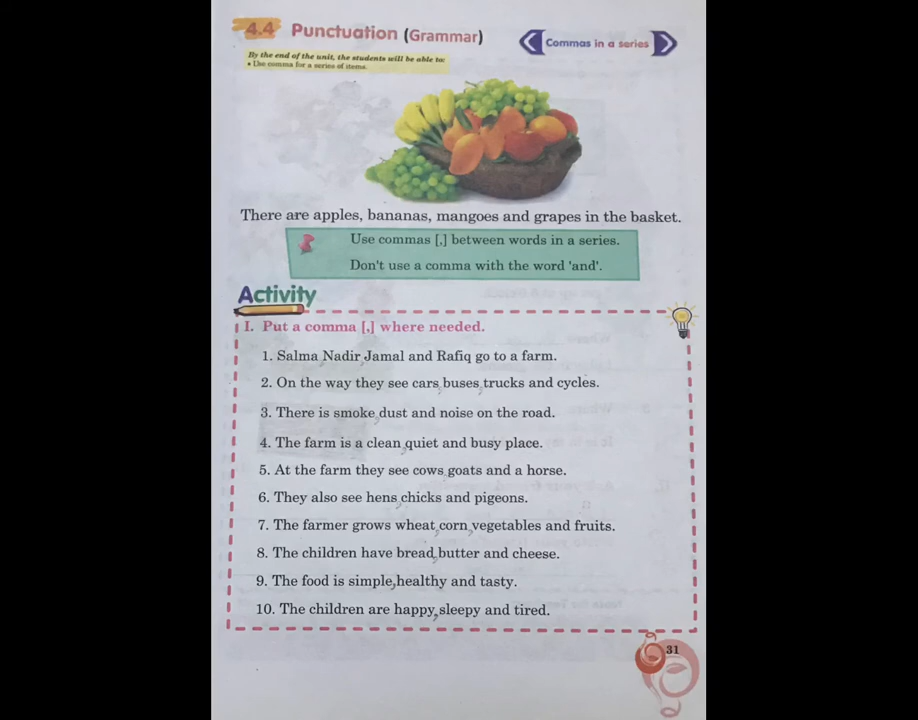 4.4 Punctuation (Grammar)
Commas in a series
By the end of the unit, the students will be able to:
• Use comma for a series of items.
There are apples, bananas, mangoes and grapes in the basket.
Use commas [,] between words in a series.
Don't use a comma with the word 'and'.
Activity
I. Put a comma [,] where needed.
1. Salma,Nadir,Jamal and Rafiq go to a farm.
2. On the way they see cars,buses,trucks and cycles.
3. There is smoke,dust and noise on the road.
4. The farm is a clean,quiet and busy place.
5. At the farm they see cows,goats and a horse.
6. They also see hens,chicks and pigeons.
7. The farmer grows wheat,corn,vegetables and fruits.
8. The children have bread,butter and cheese.
9. The food is simple,healthy and tasty.
10. The children are happy,sleepy and tired.
31